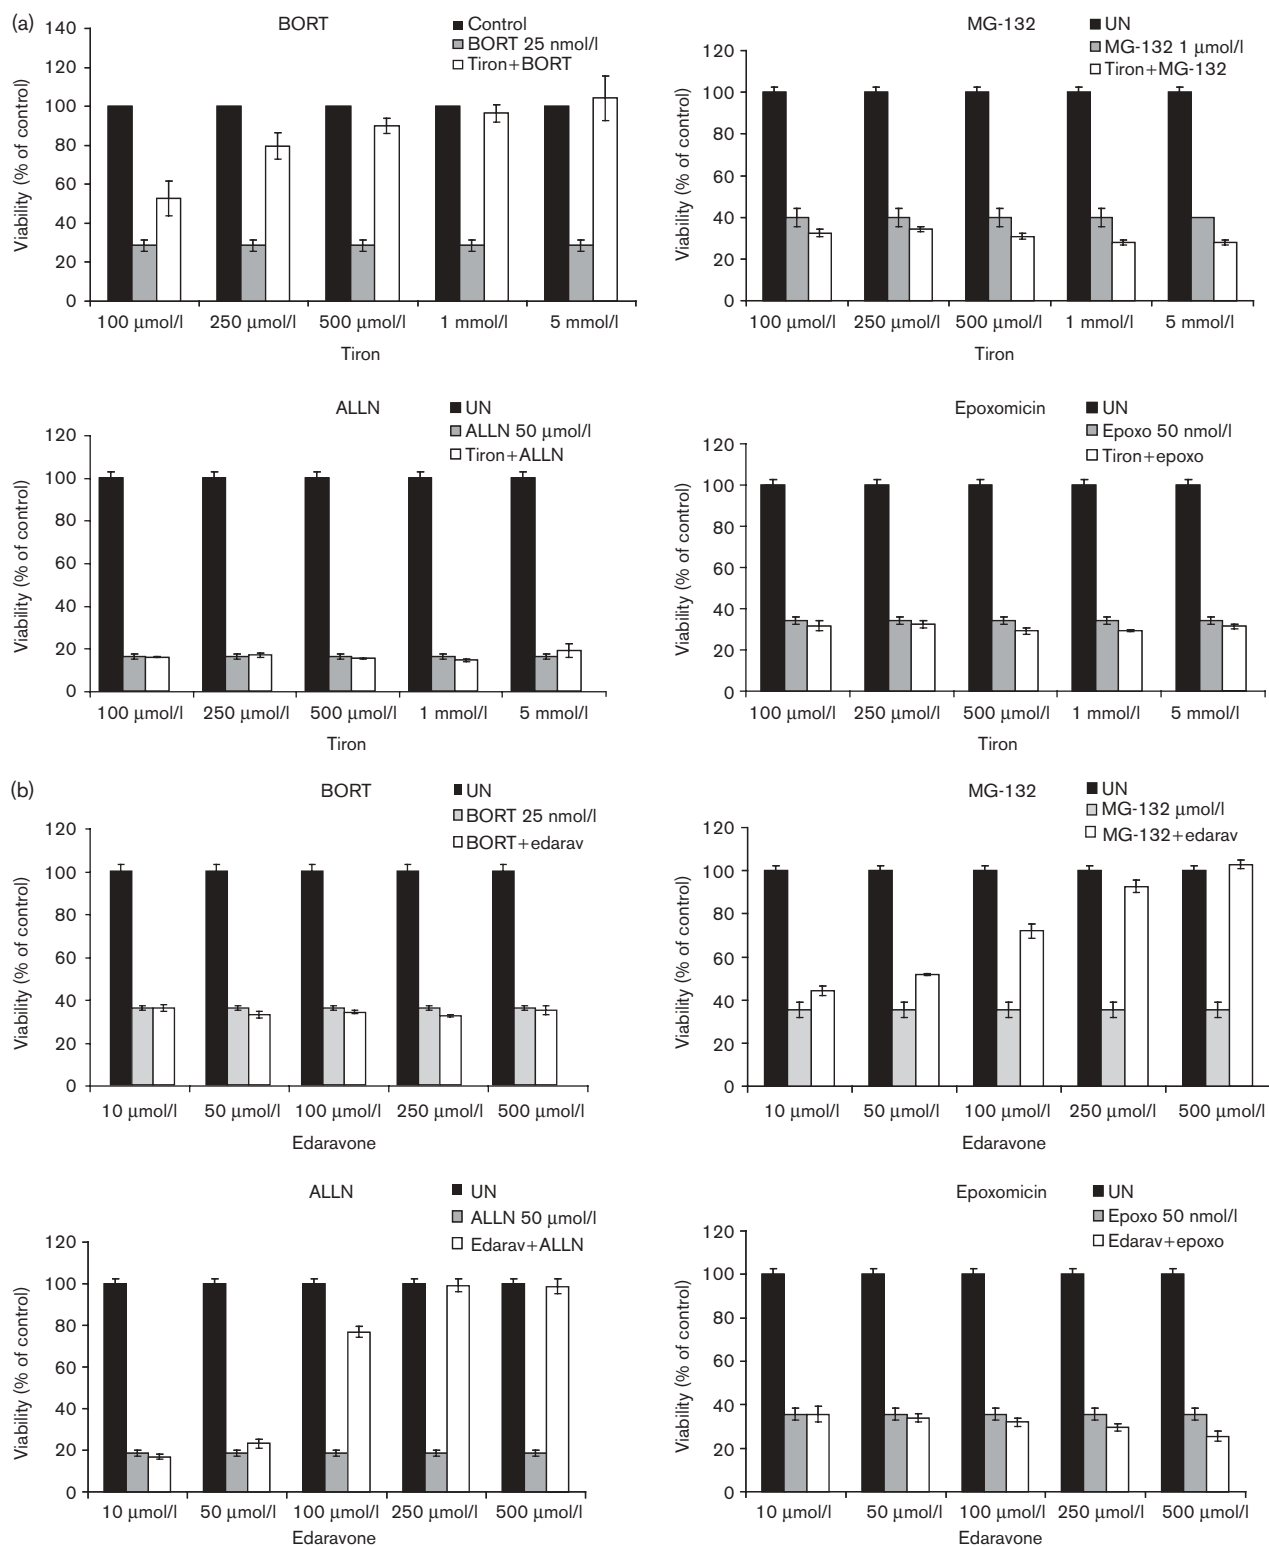 (a)
BORT
Control
BORT 25 nmol/l
Tiron+BORT
Viability (% of control)
140
120
100
80
60
40
20
0
100 μmol/l 250 μmol/l 500 μmol/l 1 mmol/l 5 mmol/l
Tiron
MG-132
UN
MG-132 1 μmol/l
Tiron+MG-132
Viability (% of control)
120
100
80
60
40
20
0
100 μmol/l 250 μmol/l 500 μmol/l 1 mmol/l 5 mmol/l
Tiron
ALLN
UN
ALLN 50 μmol/l
Tiron+ALLN
Viability (% of control)
120
100
80
60
40
20
0
100 μmol/l 250 μmol/l 500 μmol/l 1 mmol/l 5 mmol/l
Tiron
Epoxomicin
UN
Epoxo 50 nmol/l
Tiron+epoxo
Viability (% of control)
120
100
80
60
40
20
0
100 μmol/l 250 μmol/l 500 μmol/l 1 mmol/l 5 mmol/l
Tiron
(b)
BORT
UN
BORT 25 nmol/l
BORT+edarav
Viability (% of control)
120
100
80
60
40
20
0
10 μmol/l 50 μmol/l 100 μmol/l 250 μmol/l 500 μmol/l
Edaravone
MG-132
UN
MG-132 μmol/l
MG-132+edarav
Viability (% of control)
120
100
80
60
40
20
0
10 μmol/l 50 μmol/l 100 μmol/l 250 μmol/l 500 μmol/l
Edaravone
ALLN
UN
ALLN 50 μmol/l
Edarav+ALLN
Viability (% of control)
120
100
80
60
40
20
0
10 μmol/l 50 μmol/l 100 μmol/l 250 μmol/l 500 μmol/l
Edaravone
Epoxomicin
UN
Epoxo 50 nmol/l
Edarav+epoxo
Viability (% of control)
120
100
80
60
40
20
0
10 μmol/l 50 μmol/l 100 μmol/l 250 μmol/l 500 μmol/l
Edaravone